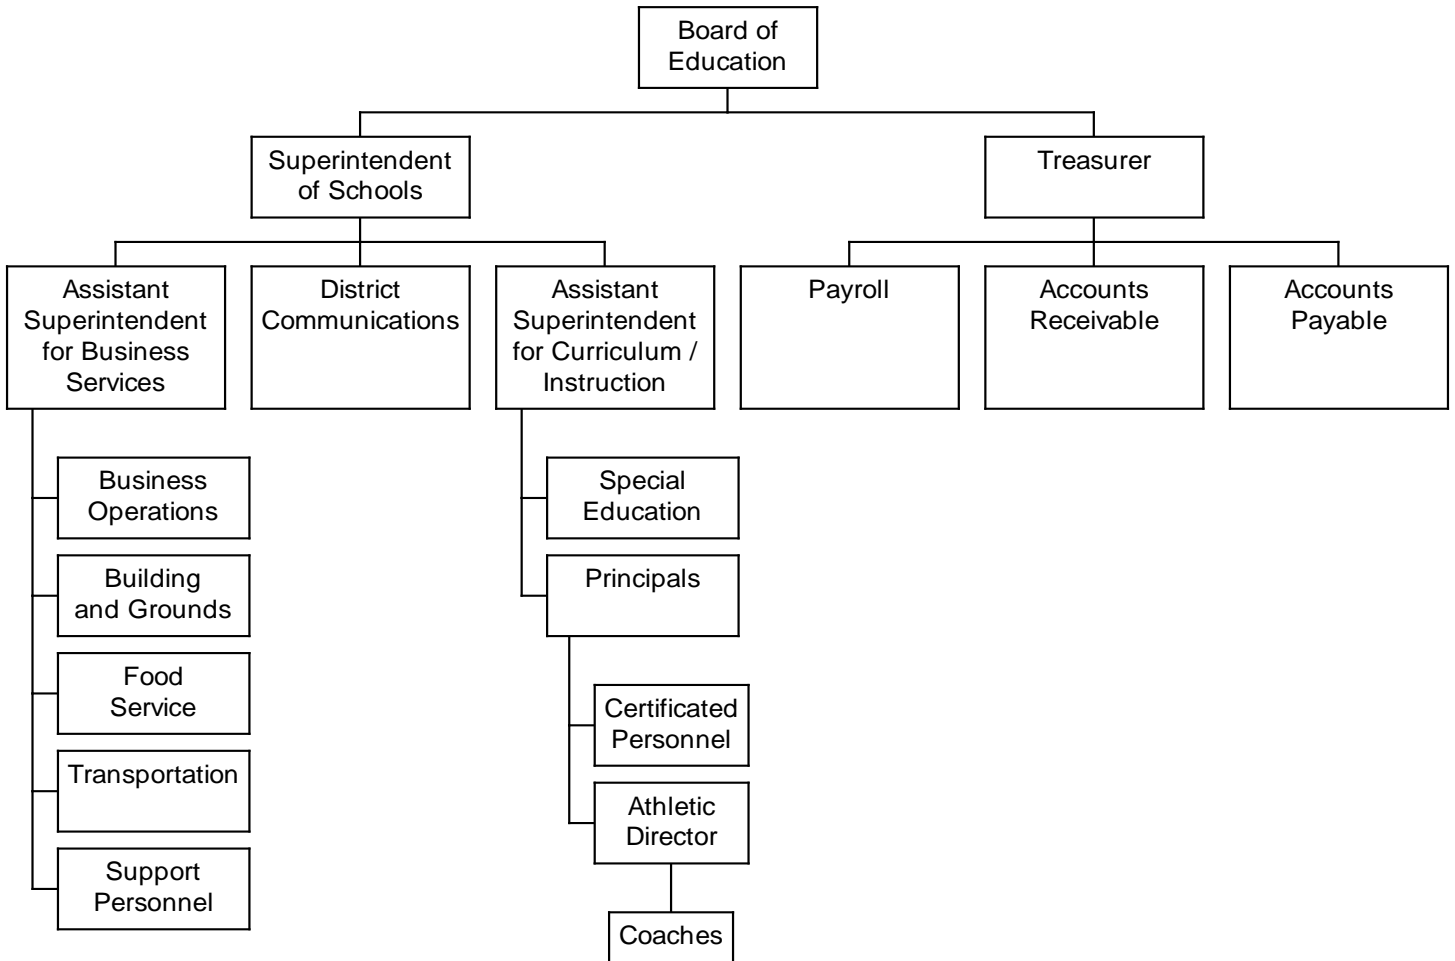 Board of
Education
Superintendent
of Schools
Treasurer
Assistant
Superintendent
for Business
Services
District
Communications
Assistant
Superintendent
for Curriculum /
Instruction
Payroll
Accounts
Receivable
Accounts
Payable
Business
Operations
Building
and Grounds
Food
Service
Transportation
Support
Personnel
Special
Education
Principals
Certificated
Personnel
Athletic
Director
Coaches